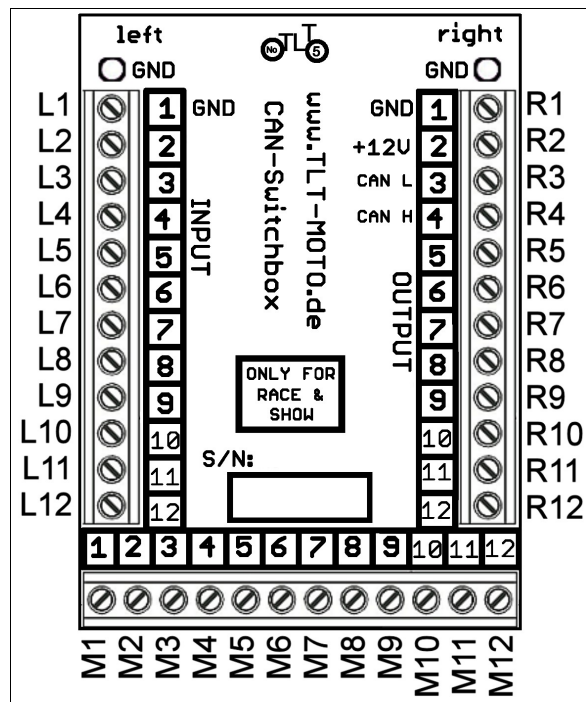 left
right
No TLT 5
GND
GND
L1
L2
L3
L4
L5
L6
L7
L8
L9
L10
L11
L12
1
2
3
4
5
6
7
8
9
10
11
12
GND
INPUT
CAN-Switchbox
www.TLT-MOTO.de
GND
+12V
CAN L
CAN H
OUTPUT
1
2
3
4
5
6
7
8
9
10
11
12
R1
R2
R3
R4
R5
R6
R7
R8
R9
R10
R11
R12
ONLY FOR
RACE &
SHOW
S/N:
1 2 3 4 5 6 7 8 9 10 11 12
M1 M2 M3 M4 M5 M6 M7 M8 M9 M10 M11 M12